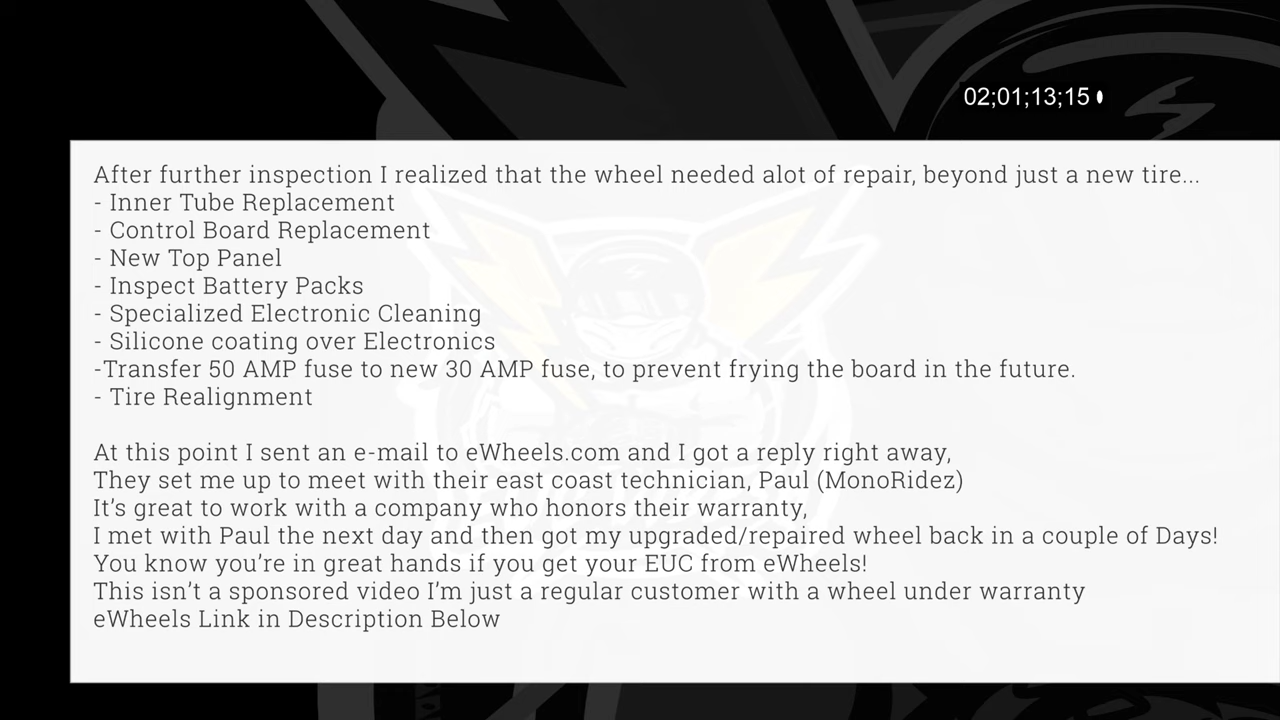 02;01;13;15
After further inspection I realized that the wheel needed alot of repair, beyond just a new tire...
- Inner Tube Replacement
- Control Board Replacement
- New Top Panel
- Inspect Battery Packs
- Specialized Electronic Cleaning
- Silicone coating over Electronics
-Transfer 50 AMP fuse to new 30 AMP fuse, to prevent frying the board in the future.
- Tire Realignment
At this point I sent an e-mail to eWheels.com and I got a reply right away,
They set me up to meet with their east coast technician, Paul (MonoRidez)
It's great to work with a company who honors their warranty,
I met with Paul the next day and then got my upgraded/repaired wheel back in a couple of Days!
You know you’re in great hands if you get your EUC from eWheels!
This isn’t a sponsored video I’m just a regular customer with a wheel under warranty
eWheels Link in Description Below